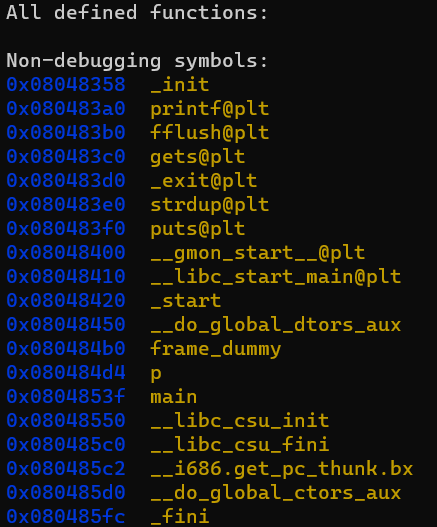 All defined functions:

Non-debugging symbols:
0x08048358  _init
0x080483a0  printf@plt
0x080483b0  fflush@plt
0x080483c0  gets@plt
0x080483d0  _exit@plt
0x080483e0  strdup@plt
0x080483f0  puts@plt
0x08048400  __gmon_start__@plt
0x08048410  __libc_start_main@plt
0x08048420  _start
0x08048450  __do_global_dtors_aux
0x080484b0  frame_dummy
0x080484d4  p
0x0804853f  main
0x08048550  __libc_csu_init
0x080485c0  __libc_csu_fini
0x080485c2  __i686.get_pc_thunk.bx
0x080485d0  __do_global_ctors_aux
0x080485fc  _fini